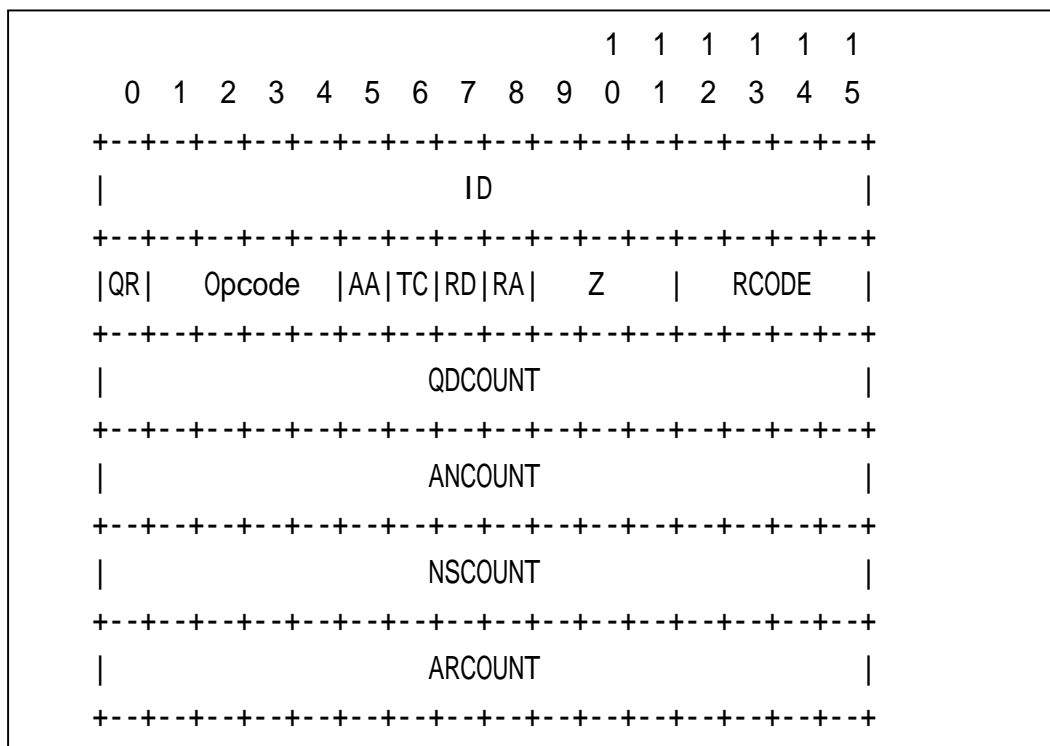 1 1 1 1 1 1
0 1 2 3 4 5 6 7 8 9 0 1 2 3 4 5
+--+--+--+--+--+--+--+--+--+--+--+--+--+--+--+--+
| ID |
+--+--+--+--+--+--+--+--+--+--+--+--+--+--+--+--+
|QR| Opcode |AA|TC|RD|RA| Z | RCODE |
+--+--+--+--+--+--+--+--+--+--+--+--+--+--+--+--+
| QDCOUNT |
+--+--+--+--+--+--+--+--+--+--+--+--+--+--+--+--+
| ANCOUNT |
+--+--+--+--+--+--+--+--+--+--+--+--+--+--+--+--+
| NSCOUNT |
+--+--+--+--+--+--+--+--+--+--+--+--+--+--+--+--+
| ARCOUNT |
+--+--+--+--+--+--+--+--+--+--+--+--+--+--+--+--+